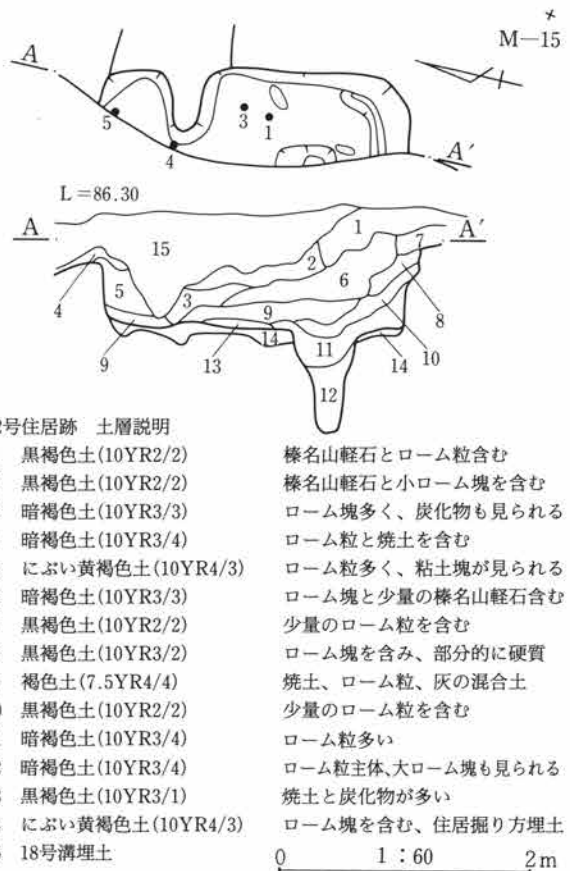 M—15
A
5
3
1
4
A′
L=86.30
A
15
1
A′
7
2
6
4
5
3
8
9
9
13
14
11
10
14
12
号住居跡 土層説明
黒褐色土(10YR2/2) 榛名山軽石とローム粒含む
黒褐色土(10YR2/2) 榛名山軽石と小ローム塊を含む
暗褐色土(10YR3/3) ローム塊多く、炭化物も見られる
暗褐色土(10YR3/4) ローム粒と焼土を含む
にぶい黄褐色土(10YR4/3) ローム粒多く、粘土塊が見られる
暗褐色土(10YR3/3) ローム塊と少量の榛名山軽石含む
黒褐色土(10YR2/2) 少量のローム粒を含む
黒褐色土(10YR3/2) ローム塊を含み、部分的に硬質
褐色土(7.5YR4/4) 焼土、ローム粒、灰の混合土
黒褐色土(10YR2/2) 少量のローム粒を含む
暗褐色土(10YR3/4) ローム粒多い
暗褐色土(10YR3/4) ローム粒主体、大ローム塊も見られる
黒褐色土(10YR3/1) 焼土と炭化物が多い
にぶい黄褐色土(10YR4/3) ローム塊を含む、住居掘り方埋土
18号溝埋土
0 1:60 2m